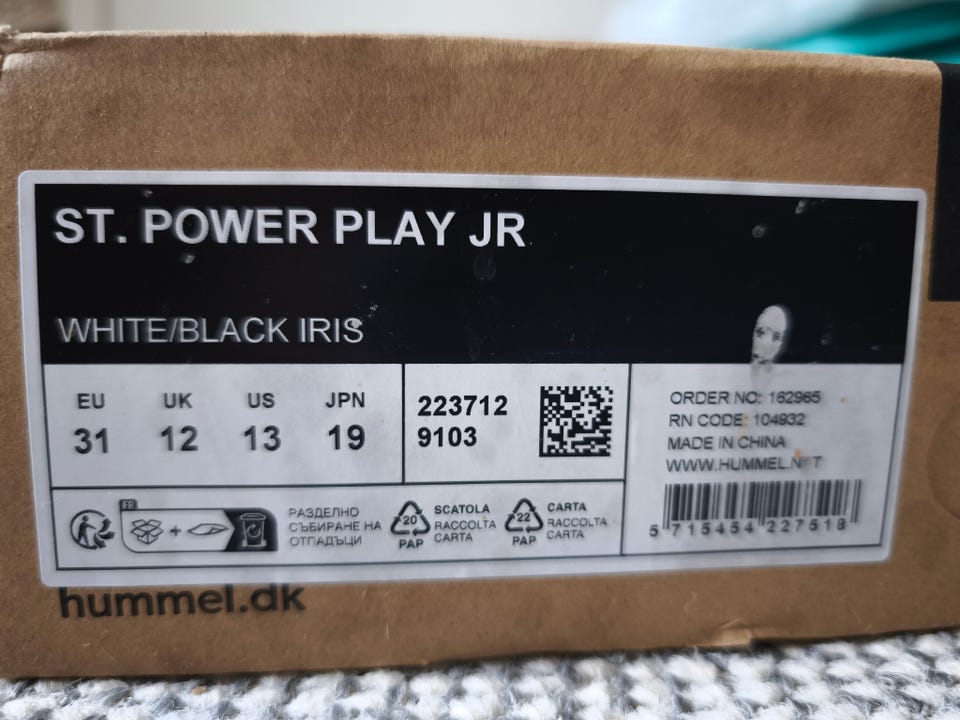 ST. POWER PLAY JR
WHITE/BLACK IRIS
EU UK US JPN
31 12 13 19
223712
9103
ORDER NO: 162965
RN CODE: 104932
MADE IN CHINA
WWW.HUMMEL.NET
5 715454 227518
FR
РАЗДЕЛНО
СЪБИРАНЕ НА
ОТПАДЪЦИ
20
PAP
SCATOLA
RACCOLTA
CARTA
22
PAP
CARTA
RACCOLTA
CARTA
hummel.dk